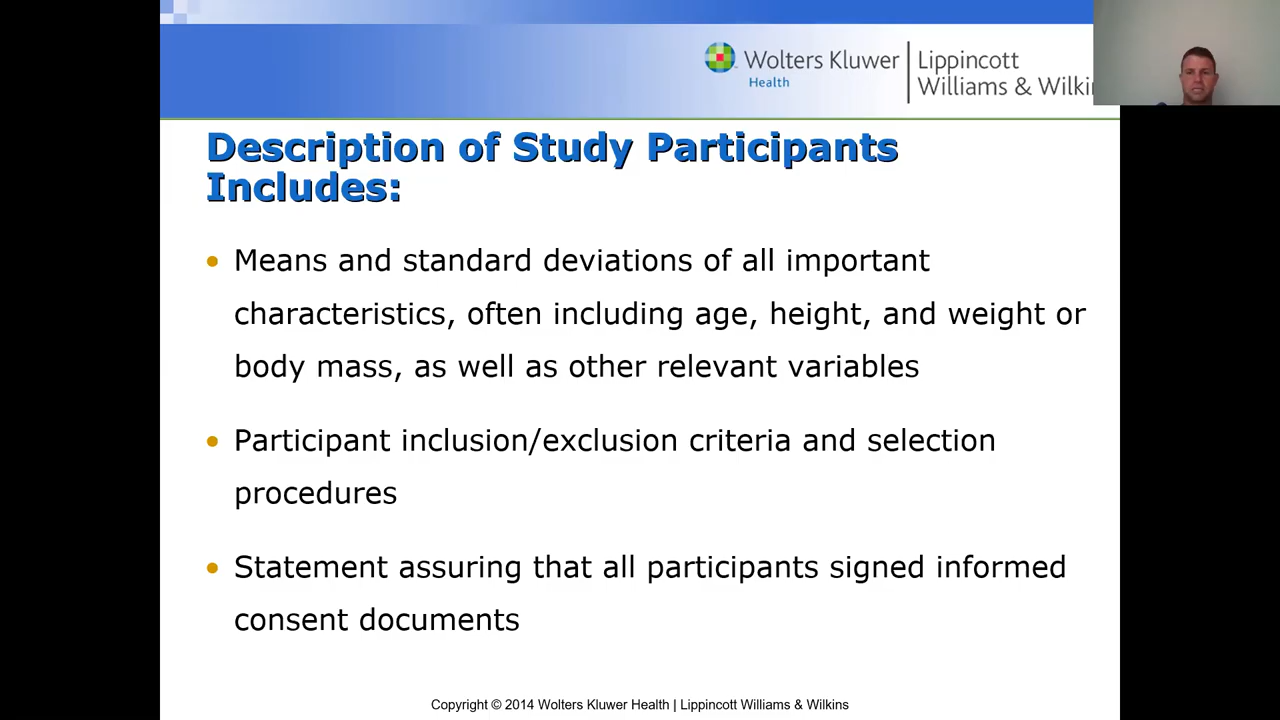 Wolters Kluwer
Health
Lippincott
Williams & Wilki
Description of Study Participants
Includes:
• Means and standard deviations of all important
characteristics, often including age, height, and weight or
body mass, as well as other relevant variables
• Participant inclusion/exclusion criteria and selection
procedures
• Statement assuring that all participants signed informed
consent documents
Copyright © 2014 Wolters Kluwer Health | Lippincott Williams & Wilkins